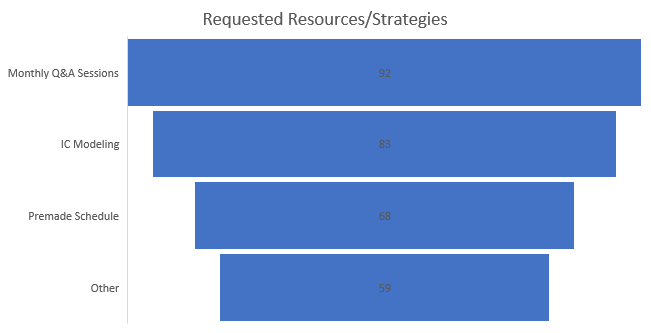 Requested Resources/Strategies
Monthly Q&A Sessions
92
IC Modeling
83
Premade Schedule
68
Other
59